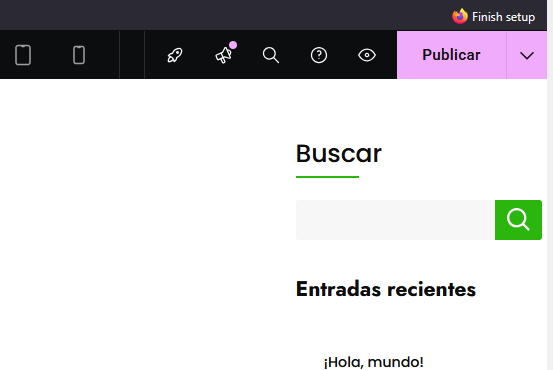 Finish setup
Publicar
Buscar
Entradas recientes
¡Hola, mundo!